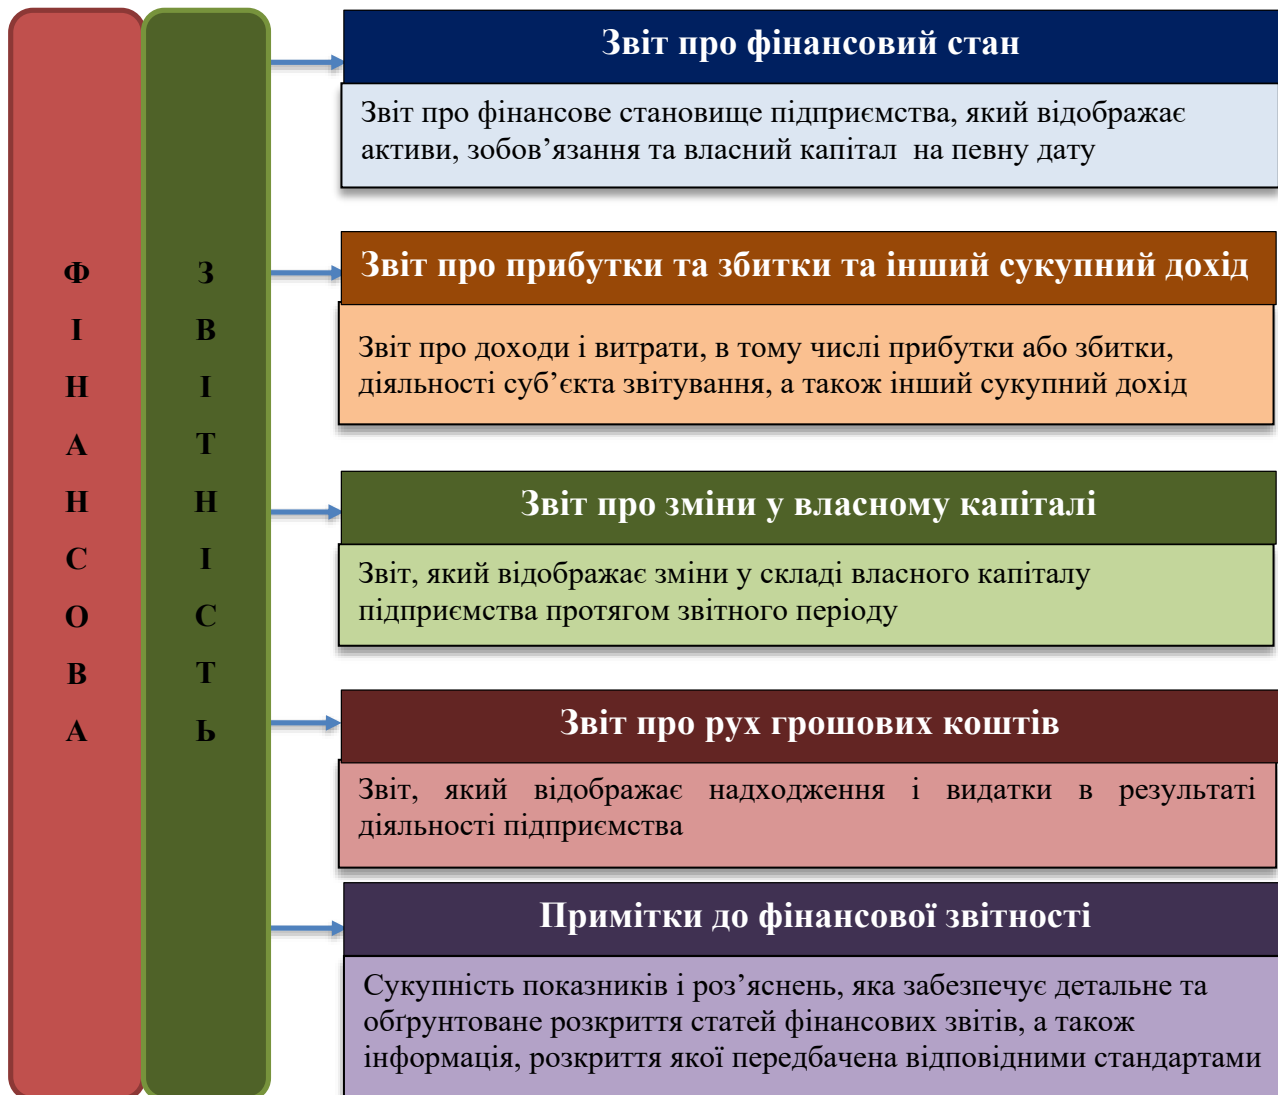 ФІНАНСОВА
ЗВІТНІСТЬ
Звіт про фінансовий стан
Звіт про фінансове становище підприємства, який відображає
активи, зобов’язання та власний капітал на певну дату
Звіт про прибутки та збитки та інший сукупний дохід
Звіт про доходи і витрати, в тому числі прибутки або збитки,
діяльності суб’єкта звітування, а також інший сукупний дохід
Звіт про зміни у власному капіталі
Звіт, який відображає зміни у складі власного капіталу
підприємства протягом звітного періоду
Звіт про рух грошових коштів
Звіт, який відображає надходження і видатки в результаті
діяльності підприємства
Примітки до фінансової звітності
Сукупність показників і роз’яснень, яка забезпечує детальне та
обґрунтоване розкриття статей фінансових звітів, а також
інформація, розкриття якої передбачена відповідними стандартами